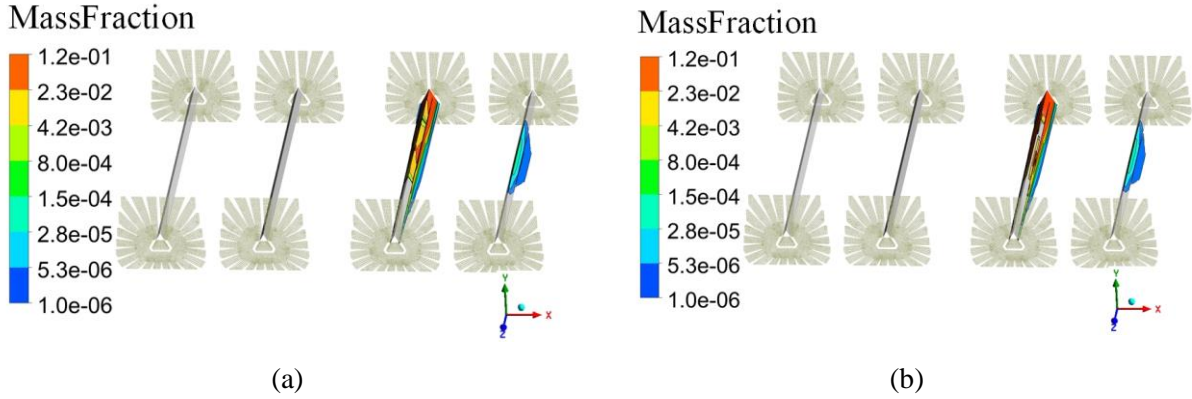 MassFraction
1.2e-01
2.3e-02
4.2e-03
8.0e-04
1.5e-04
2.8e-05
5.3e-06
1.0e-06
Y
X
Z
(a)
MassFraction
1.2e-01
2.3e-02
4.2e-03
8.0e-04
1.5e-04
2.8e-05
5.3e-06
1.0e-06
Y
X
Z
(b)